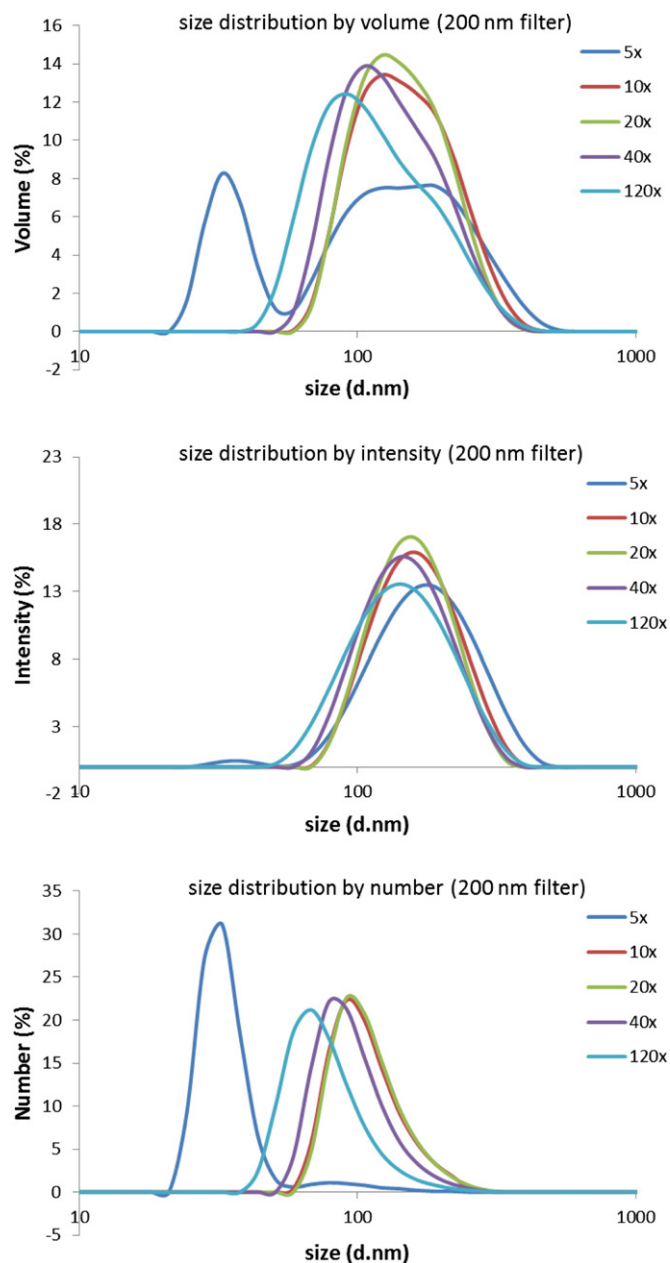 size distribution by volume (200 nm filter)
16
14
12
10
8
6
4
2
0
-2
Volume (%)
5x
10x
20x
40x
120x
10
100
1000
size (d.nm)
size distribution by intensity (200 nm filter)
23
18
13
8
3
-2
Intensity (%)
5x
10x
20x
40x
120x
10
100
1000
size (d.nm)
size distribution by number (200 nm filter)
35
30
25
20
15
10
5
0
-5
Number (%)
5x
10x
20x
40x
120x
10
100
1000
size (d.nm)